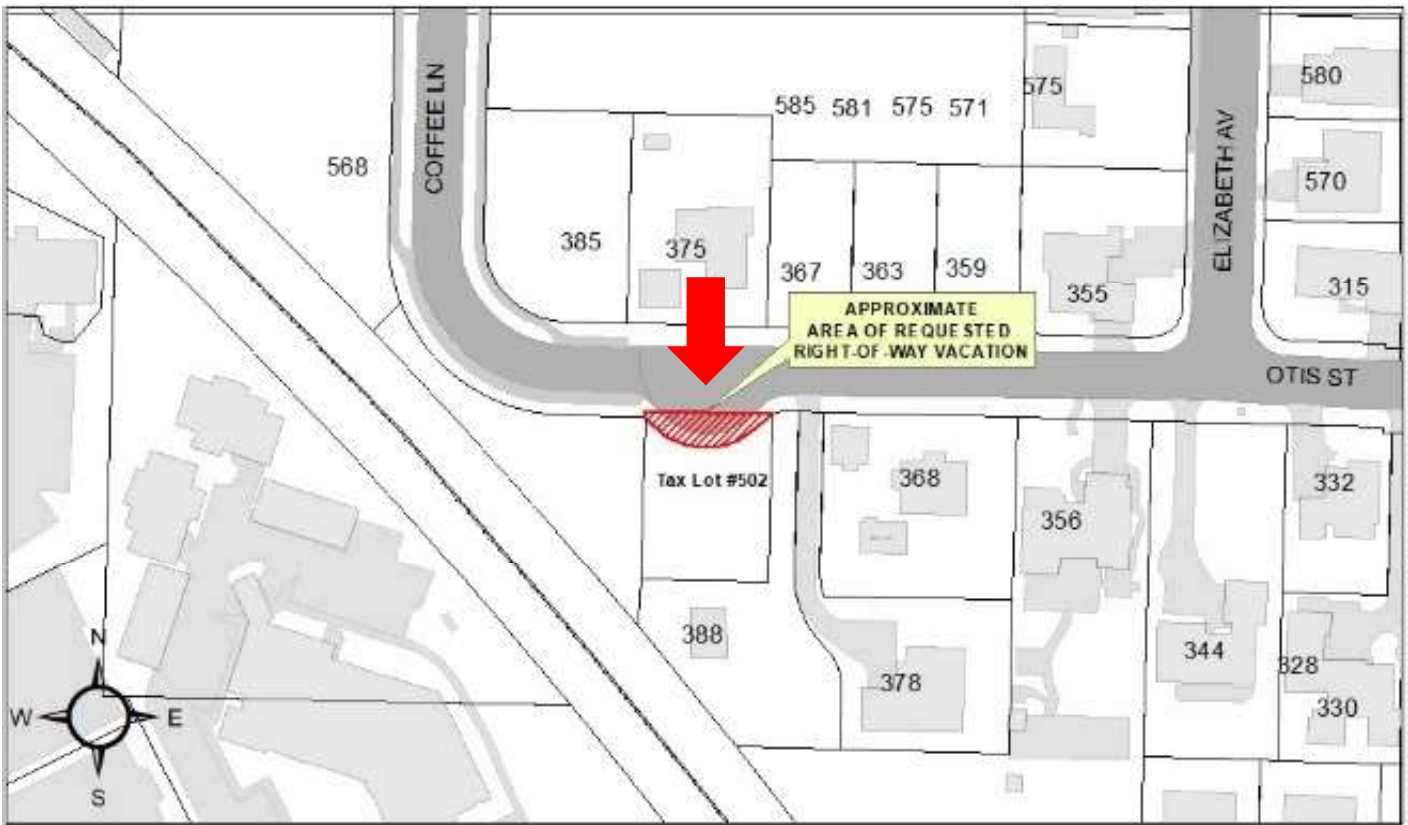 COFFEE LN
ELIZABETH AV
580
585 581 575 571
575
568
570
385
375
367
363
359
355
315
APPROXIMATE
AREA OF REQUESTED
RIGHT-OF-WAY VACATION
OTIS ST
Tax Lot #502
368
332
356
388
344
328
378
330
N
W E
S